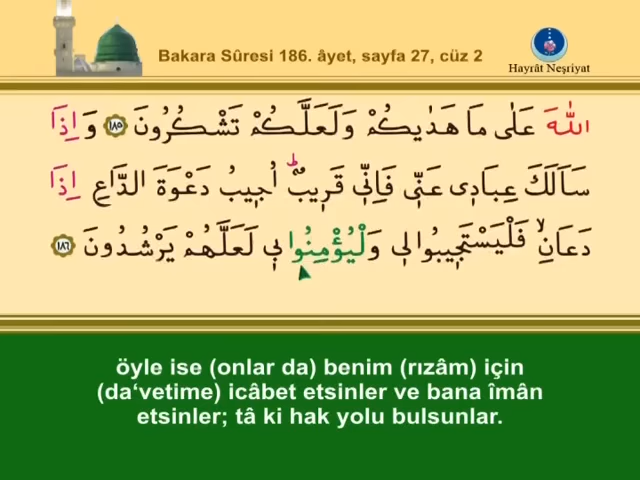 Bakara Sûresi 186. âyet, sayfa 27, cüz 2
Hayrât Neşriyat
اللّٰهَ عَلٰى مَا هَدٰيكُمْ وَلَعَلَّكُمْ تَشْكُرُونَ ١٨٥ وَاِذَا
سَاَلَكَ عِبَادٖى عَنّٖى فَاِنّٖى قَرٖيبٌۜ اُجٖيبُ دَعْوَةَ الدَّاعِ اِذَا
دَعَانِۙ فَلْيَسْتَجٖيبُوا لٖى وَلْيُؤْمِنُوا بٖى لَعَلَّهُمْ يَرْشُدُونَ ١٨٦
öyle ise (onlar da) benim (rızâm) için
(da‘vetime) icâbet etsinler ve bana îmân
etsinler; tâ ki hak yolu bulsunlar.